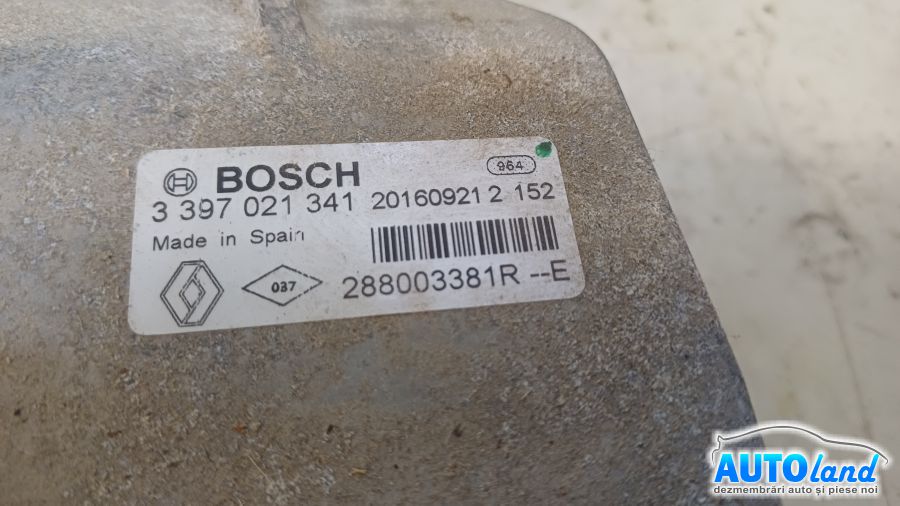 BOSCH 964
3 397 021 341 20160921 2 152
Made in Spain
037 288003381R --E
AUTOland
dezmembrări auto și piese noi